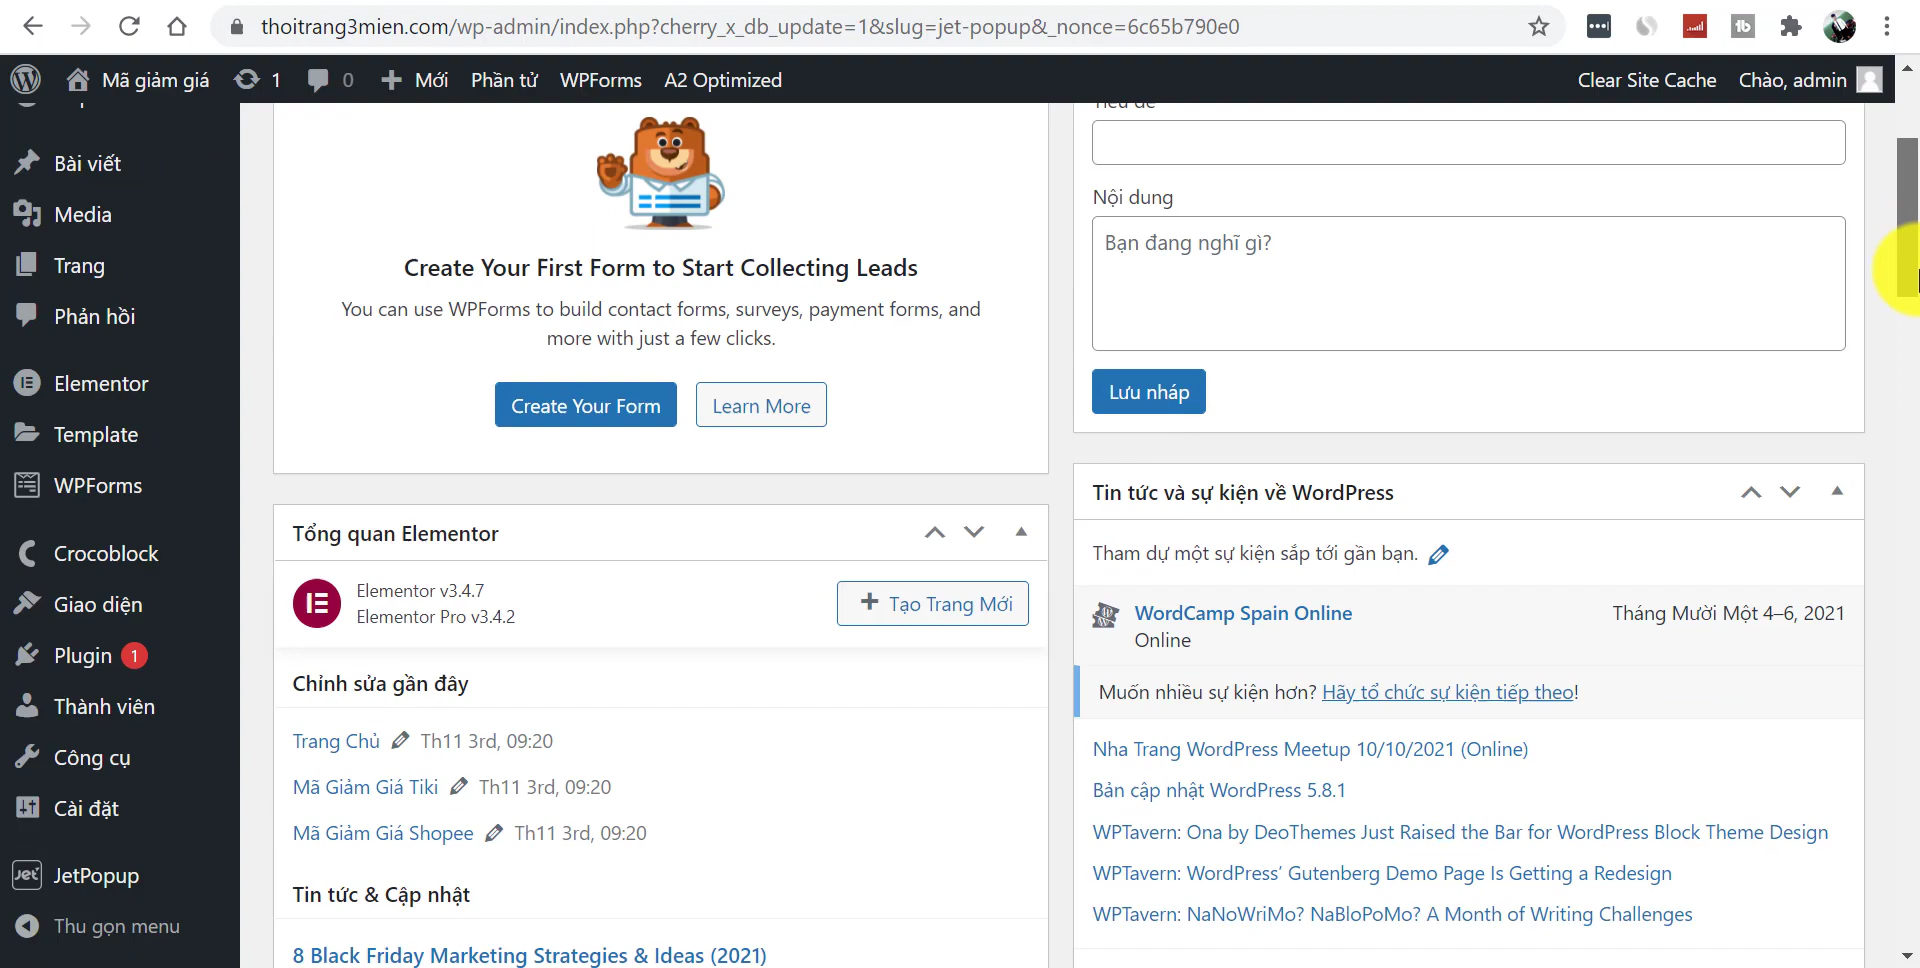 thoitrang3mien.com/wp-admin/index.php?cherry_x_db_update=1&slug=jet-popup&_nonce=6c65b790e0
Mã giảm giá
1
0
Mới
Phần tử
WPForms
A2 Optimized
Clear Site Cache
Chào, admin
Bài viết
Media
Trang
Phản hồi
Elementor
Template
WPForms
Crocoblock
Giao diện
Plugin 1
Thành viên
Công cụ
Cài đặt
JetPopup
Thu gọn menu
Create Your First Form to Start Collecting Leads
You can use WPForms to build contact forms, surveys, payment forms, and
more with just a few clicks.
Create Your Form
Learn More
Tổng quan Elementor
Elementor v3.4.7
Elementor Pro v3.4.2
Tạo Trang Mới
Chỉnh sửa gần đây
Trang Chủ Th11 3rd, 09:20
Mã Giảm Giá Tiki Th11 3rd, 09:20
Mã Giảm Giá Shopee Th11 3rd, 09:20
Tin tức & Cập nhật
8 Black Friday Marketing Strategies & Ideas (2021)
Nội dung
Bạn đang nghĩ gì?
Lưu nháp
Tin tức và sự kiện về WordPress
Tham dự một sự kiện sắp tới gần bạn.
WordCamp Spain Online
Tháng Mười Một 4–6, 2021
Online
Muốn nhiều sự kiện hơn? Hãy tổ chức sự kiện tiếp theo!
Nha Trang WordPress Meetup 10/10/2021 (Online)
Bản cập nhật WordPress 5.8.1
WPTavern: Ona by DeoThemes Just Raised the Bar for WordPress Block Theme Design
WPTavern: WordPress’ Gutenberg Demo Page Is Getting a Redesign
WPTavern: NaNoWriMo? NaBloPoMo? A Month of Writing Challenges